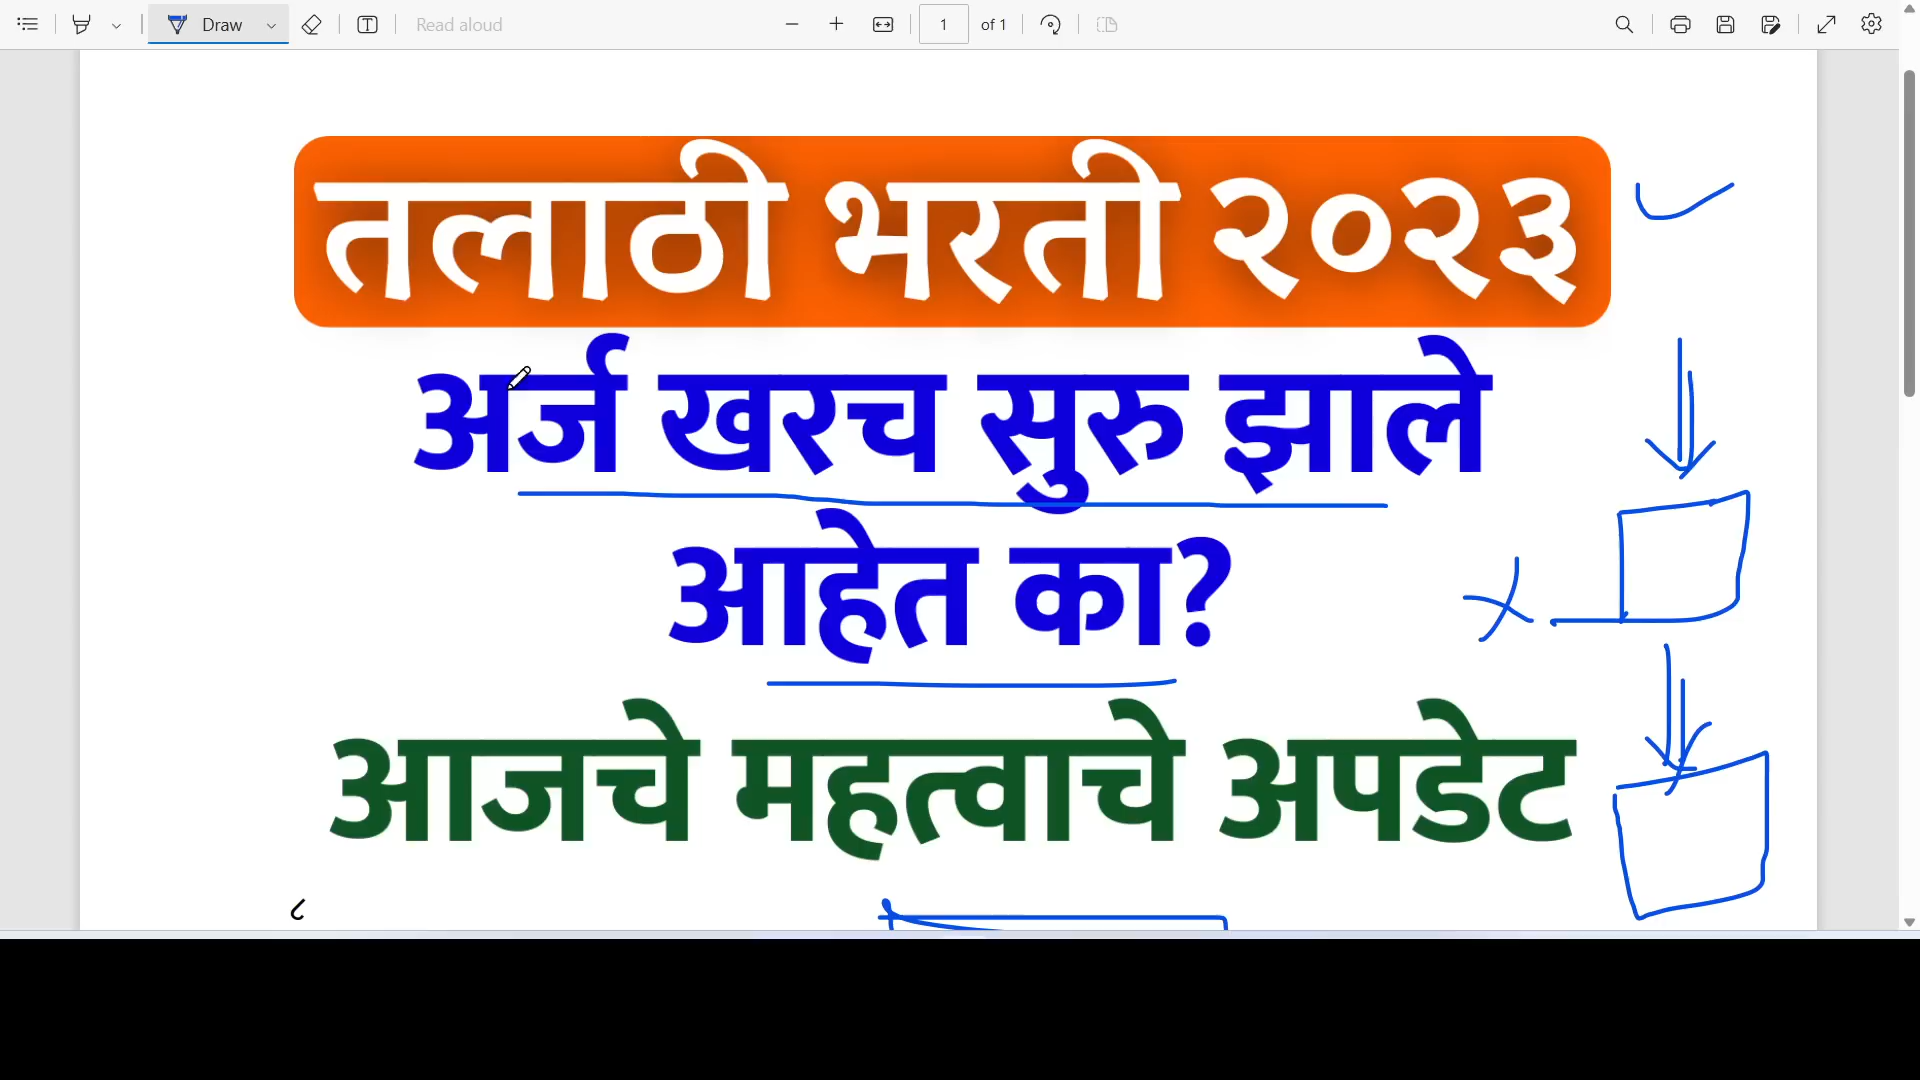 Draw Read aloud 1 of 1
तलाठी भरती २०२३
अर्ज खरच सुरु झाले
आहेत का?
आजचे महत्वाचे अपडेट